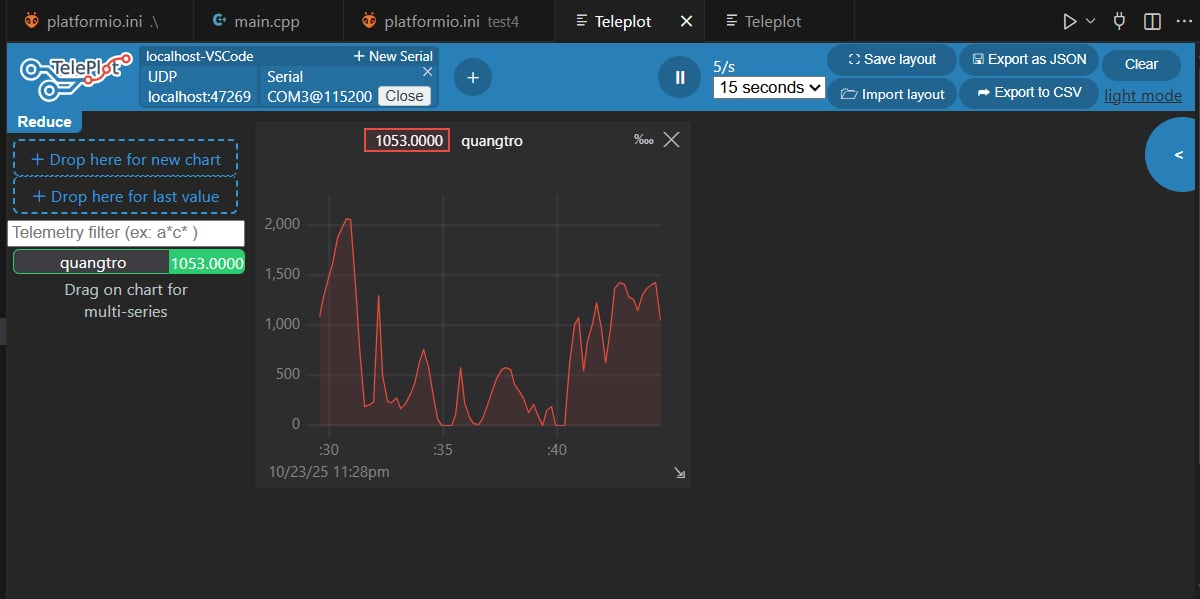 platformio.ini .\
main.cpp
platformio.ini test4
Teleplot
Teleplot
TelePlot
localhost-VSCode
+ New Serial
UDP
localhost:47269
Serial
COM3@115200 Close
+
5/s
15 seconds
Save layout
Import layout
Export as JSON
Export to CSV
Clear
light mode
Reduce
+ Drop here for new chart
+ Drop here for last value
Telemetry filter (ex: a*c* )
quangtro 1053.0000
Drag on chart for
multi-series
1053.0000 quangtro
‱
2,000
1,500
1,000
500
0
:30 :35 :40
10/23/25 11:28pm
<